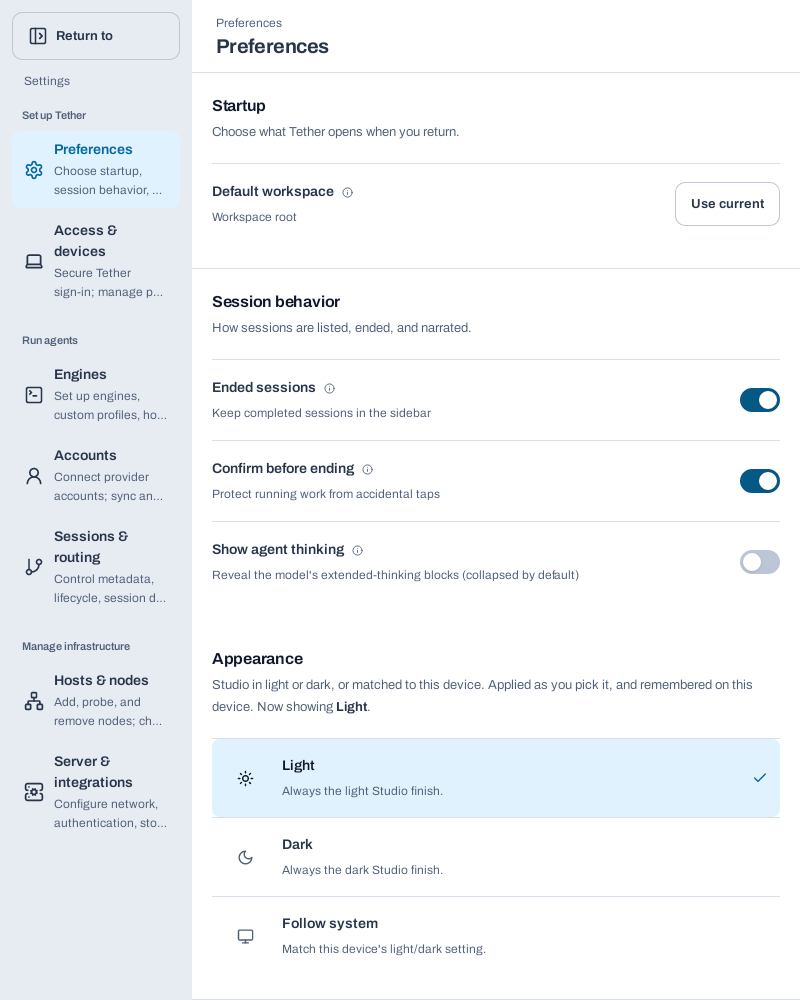 Return to
Settings
Set up Tether
Preferences
Choose startup,
session behavior, ...
Access &
devices
Secure Tether
sign-in; manage p...
Run agents
Engines
Set up engines,
custom profiles, ho...
Accounts
Connect provider
accounts; sync an...
Sessions &
routing
Control metadata,
lifecycle, session d...
Manage infrastructure
Hosts & nodes
Add, probe, and
remove nodes; ch...
Server &
integrations
Configure network,
authentication, sto...
Preferences
Preferences
Startup
Choose what Tether opens when you return.
Default workspace
Workspace root
Use current
Session behavior
How sessions are listed, ended, and narrated.
Ended sessions
Keep completed sessions in the sidebar
Confirm before ending
Protect running work from accidental taps
Show agent thinking
Reveal the model's extended-thinking blocks (collapsed by default)
Appearance
Studio in light or dark, or matched to this device. Applied as you pick it, and remembered on this
device. Now showing Light.
Light
Always the light Studio finish.
Dark
Always the dark Studio finish.
Follow system
Match this device's light/dark setting.